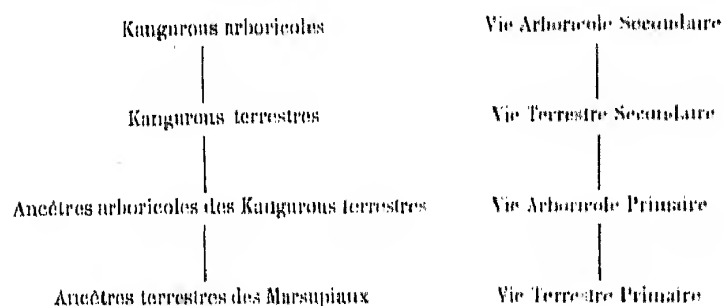 Kangurous arboricoles
Vie Arboricole Secondaire
Kangurous terrestres
Vie Terrestre Secondaire
Ancêtres arboricoles des Kangurous terrestres
Vie Arboricole Primaire
Ancêtres terrestres des Marsupiaux
Vie Terrestre Primaire